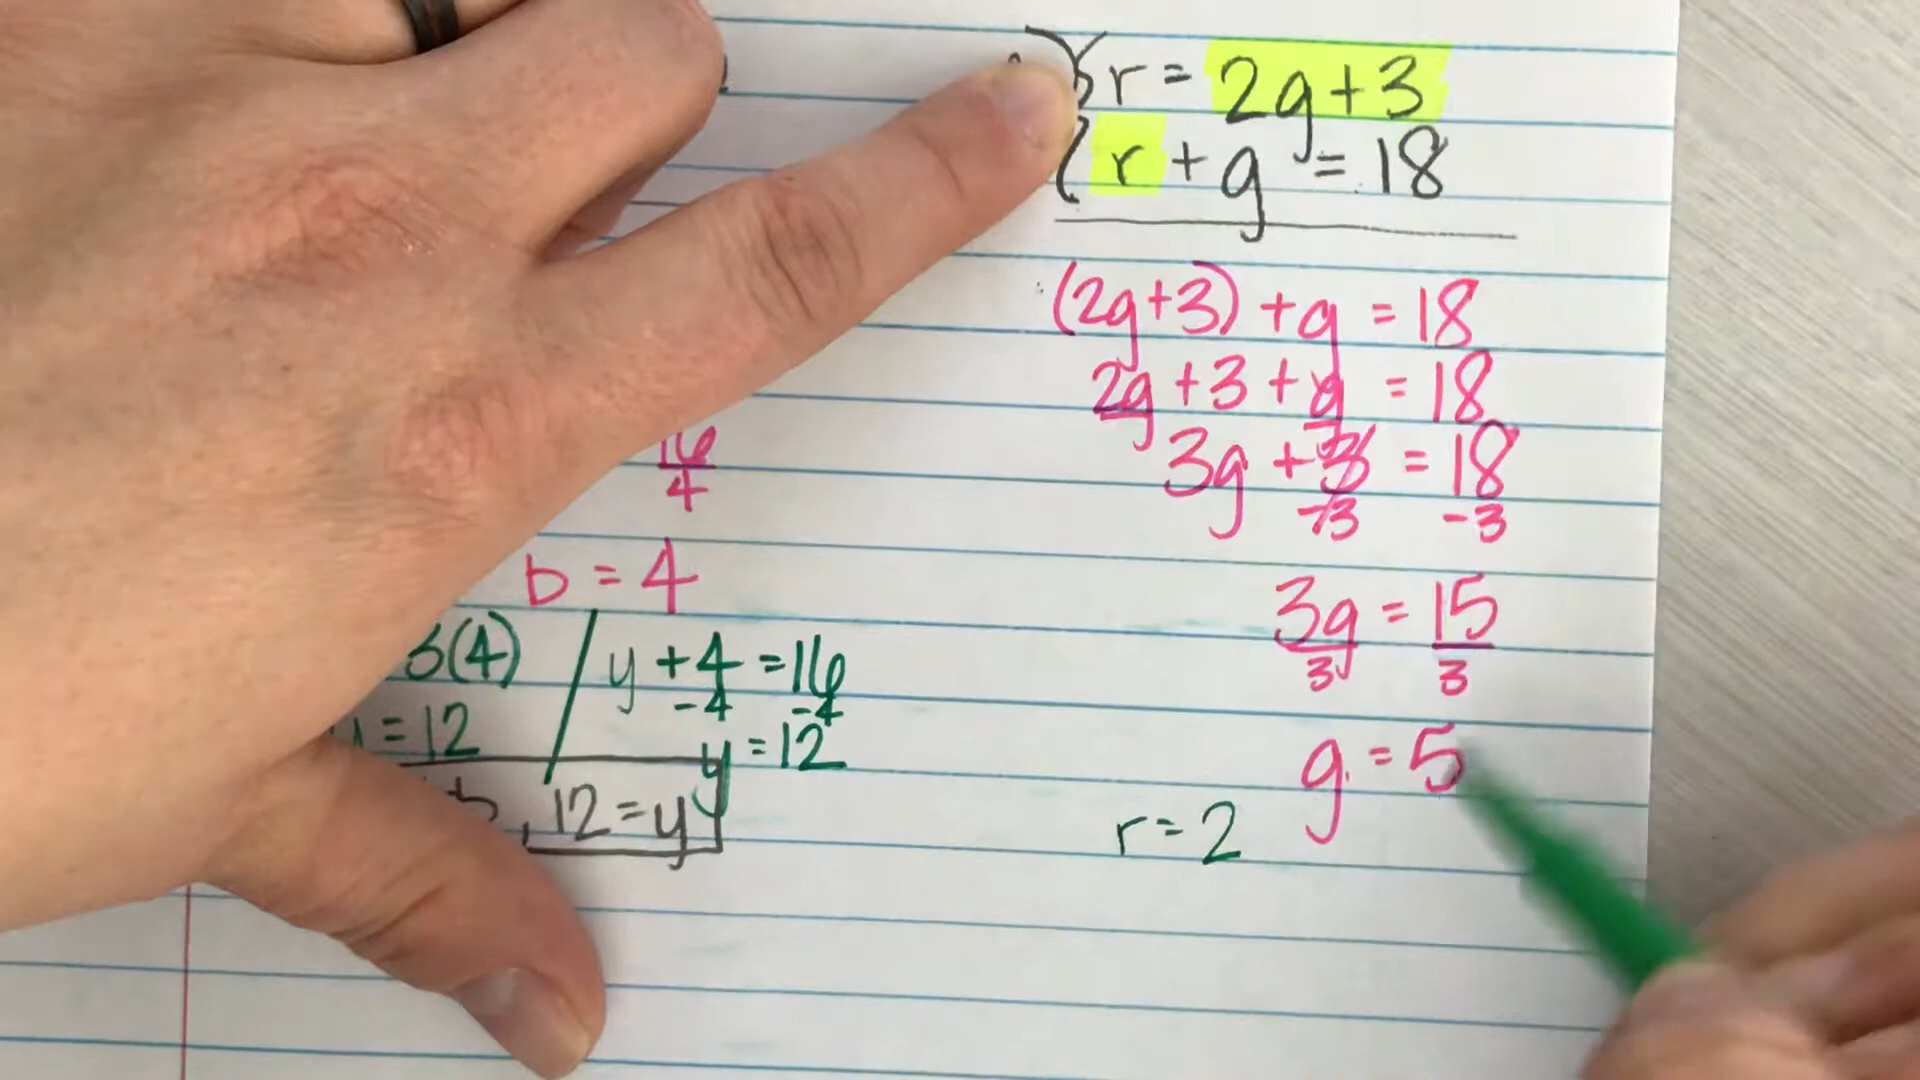 r = 2g+3
r + g = 18
(2g+3) + g = 18
2g + 3 + g = 18
3g + 3 = 18
-3 -3
3g = 15
3 3
g = 5
r = 2
16
4
b = 4
3(4)
= 12
y + 4 = 16
-4 -4
y = 12
, 12 = y